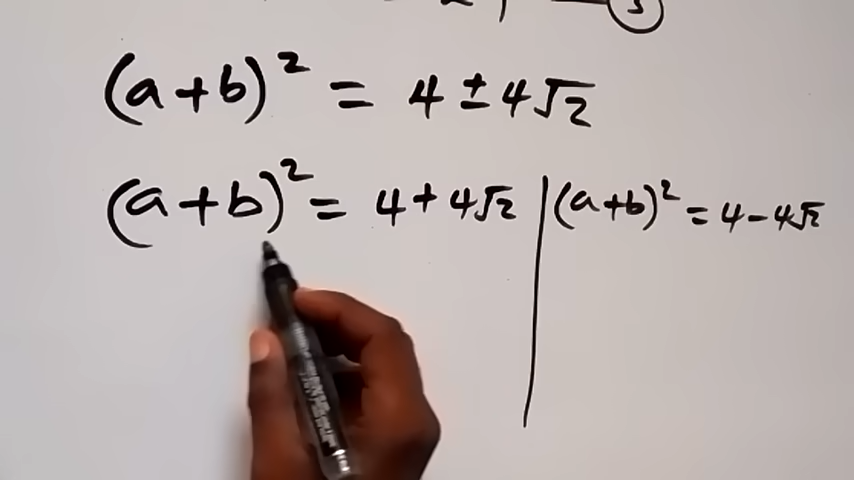 (a+b)² = 4 ± 4√2
(a+b)² = 4 + 4√2 | (a+b)² = 4 - 4√2